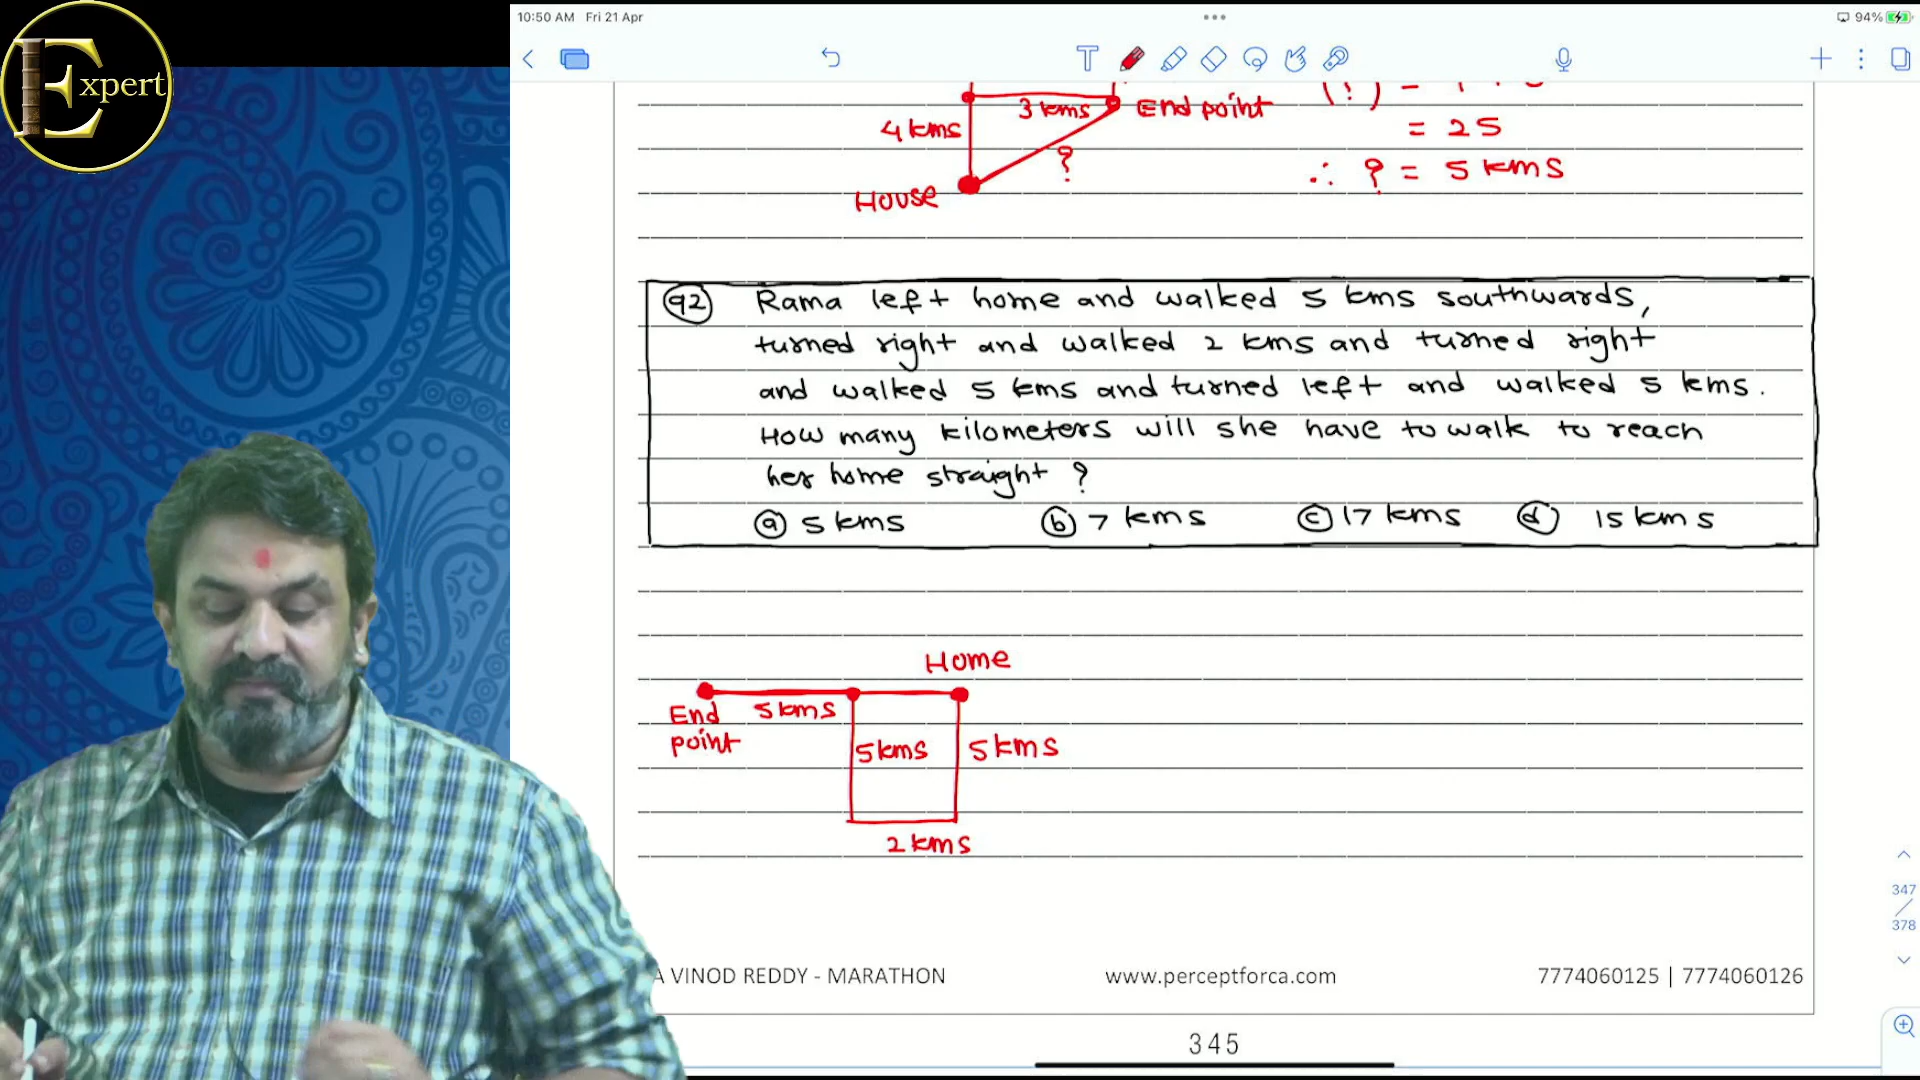 Expert
10:50 AM Fri 21 Apr
94%
3 kms
End point
4 kms
?
House
= 25
∴ ? = 5 kms
92 Rama left home and walked 5 kms southwards,
turned right and walked 2 kms and turned right
and walked 5 kms and turned left and walked 5 kms.
How many kilometers will she have to walk to reach
her home straight ?
a 5 kms b 7 kms c 17 kms d 15 kms
Home
End point
5 kms
5 kms
5 kms
2 kms
347
378
A VINOD REDDY - MARATHON www.perceptforca.com 7774060125 | 7774060126
345